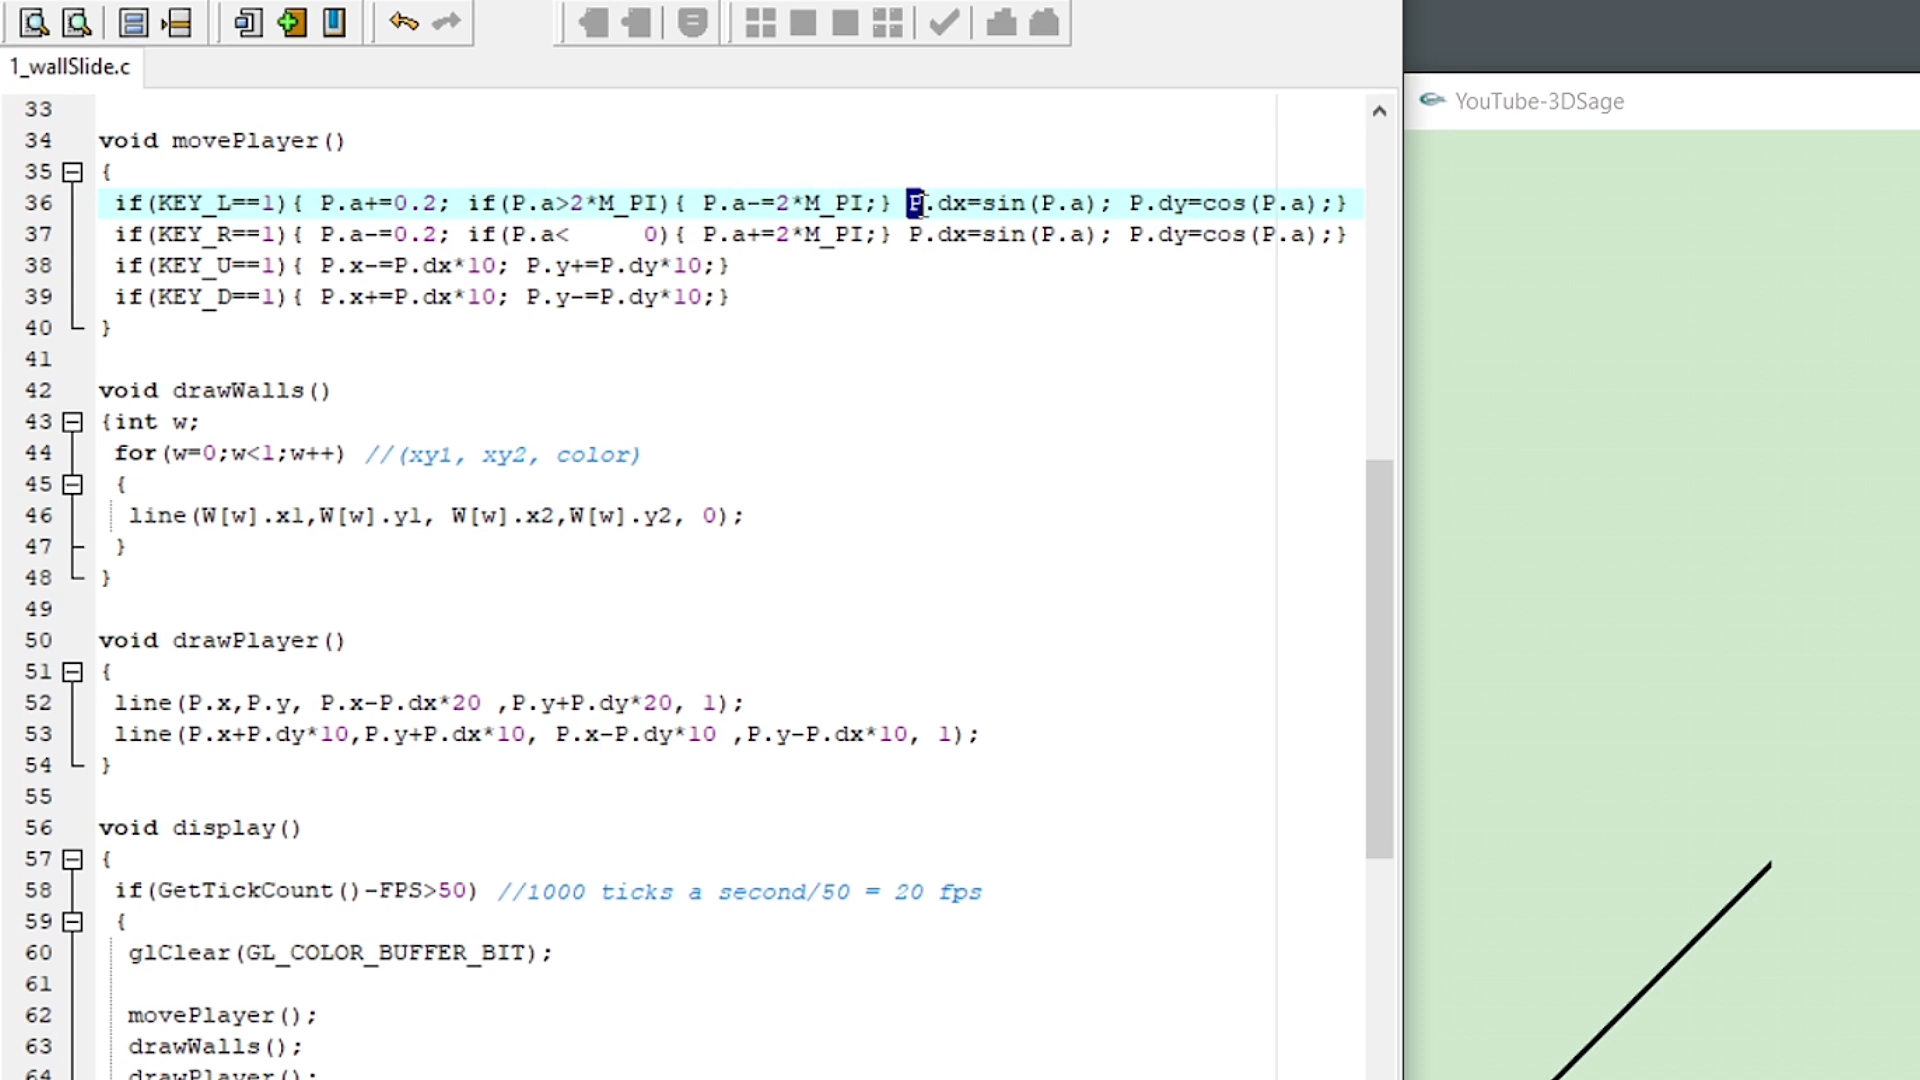 1_wallSlide.c
YouTube-3DSage
33
34 void movePlayer()
35 {
36 if(KEY_L==1){ P.a+=0.2; if(P.a>2*M_PI){ P.a-=2*M_PI;} P.dx=sin(P.a); P.dy=cos(P.a);}
37 if(KEY_R==1){ P.a-=0.2; if(P.a<     0){ P.a+=2*M_PI;} P.dx=sin(P.a); P.dy=cos(P.a);}
38 if(KEY_U==1){ P.x-=P.dx*10; P.y+=P.dy*10;}
39 if(KEY_D==1){ P.x+=P.dx*10; P.y-=P.dy*10;}
40 }
41
42 void drawWalls()
43 {int w;
44 for(w=0;w<1;w++) //(xy1, xy2, color)
45 {
46 line(W[w].x1,W[w].y1, W[w].x2,W[w].y2, 0);
47 }
48 }
49
50 void drawPlayer()
51 {
52 line(P.x,P.y, P.x-P.dx*20 ,P.y+P.dy*20, 1);
53 line(P.x+P.dy*10,P.y+P.dx*10, P.x-P.dy*10 ,P.y-P.dx*10, 1);
54 }
55
56 void display()
57 {
58 if(GetTickCount()-FPS>50) //1000 ticks a second/50 = 20 fps
59 {
60 glClear(GL_COLOR_BUFFER_BIT);
61
62 movePlayer();
63 drawWalls();
64 drawPlayer();